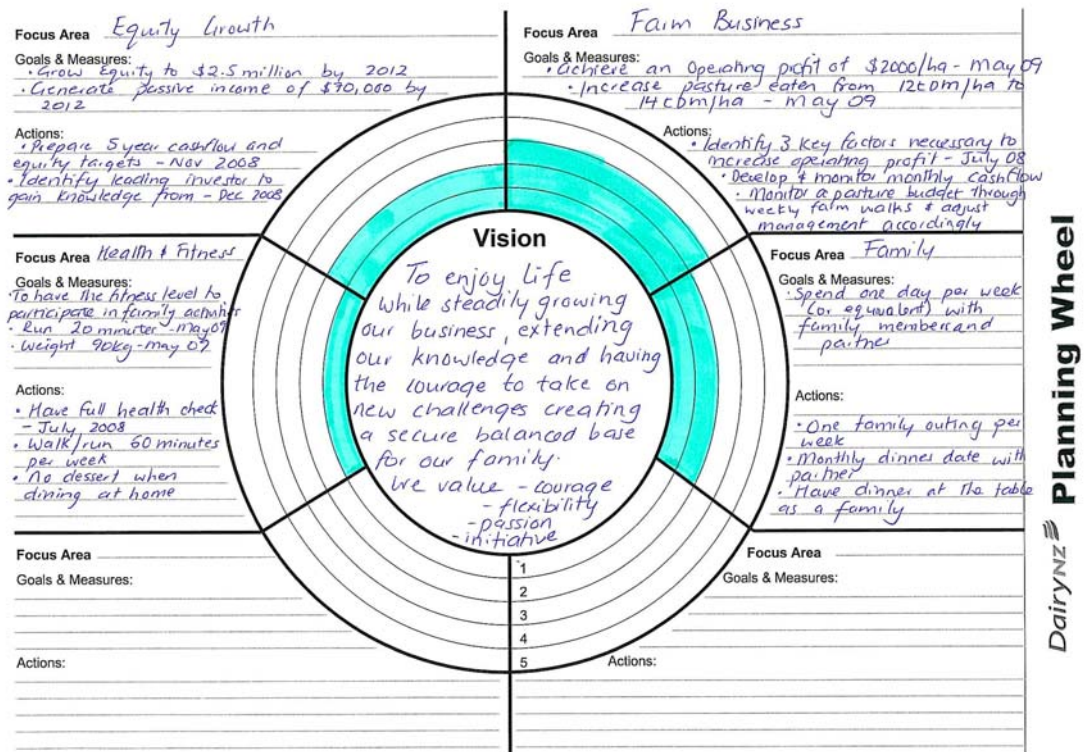 Focus Area Equity Growth
Goals & Measures:
• Grow Equity to $2.5 million by 2012
• Generate passive income of $90,000 by
2012
Actions:
• Prepare 5 year cashflow and
equity targets - Nov 2008
• Identify leading investor to
gain knowledge from - Dec 2008
Focus Area Farm Business
Goals & Measures:
• Achieve an Operating profit of $2000/ha - May 09
• Increase pasture eaten from 12tDM/ha to
14tDM/ha - May 09
Actions:
• Identify 3 key factors necessary to
increase operating profit - July 08
• Develop & monitor monthly cashflow
• Monitor a pasture budget through
weekly farm walks & adjust
management accordingly
Focus Area Health & Fitness
Goals & Measures:
• To have the fitness level to
participate in family activities
• Run 20 minutes - May 09
• Weight 90kg - May 09
Actions:
• Have full health check
- July 2008
• Walk/run 60 minutes
per week
• No dessert when
dining at home
Vision
To enjoy life
while steadily growing
our business, extending
our knowledge and having
the courage to take on
new challenges creating
a secure balanced base
for our family.
We value - courage
- flexibility
- passion
- initiative
Focus Area Family
Goals & Measures:
• Spend one day per week
(or equivalent) with
family members and
partner
Actions:
• One family outing per
week
• Monthly dinner date with
partner
• Have dinner at the table
as a family
Focus Area
Goals & Measures:
Actions:
1
2
3
4
5
Focus Area
Goals & Measures:
Actions:
DairyNZ Planning Wheel